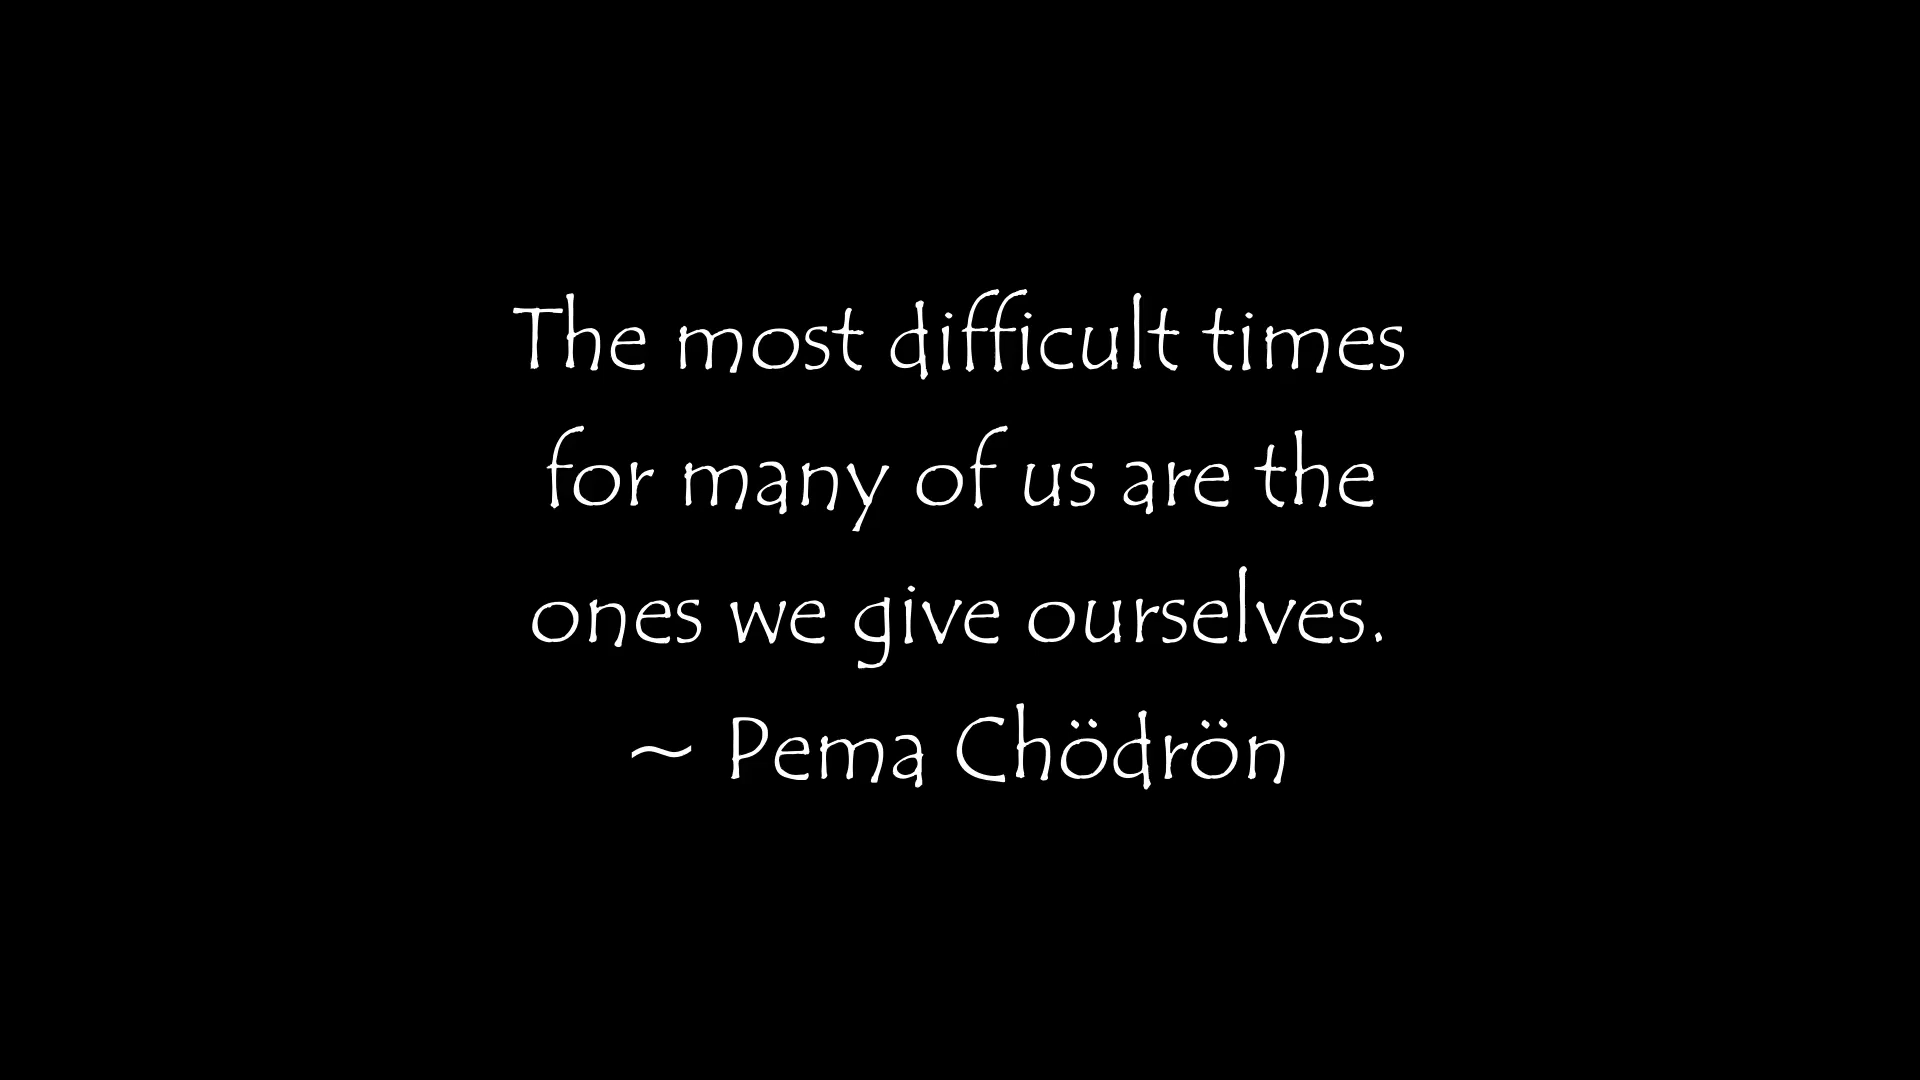 The most difficult times
for many of us are the
ones we give ourselves.
~ Pema Chödrön